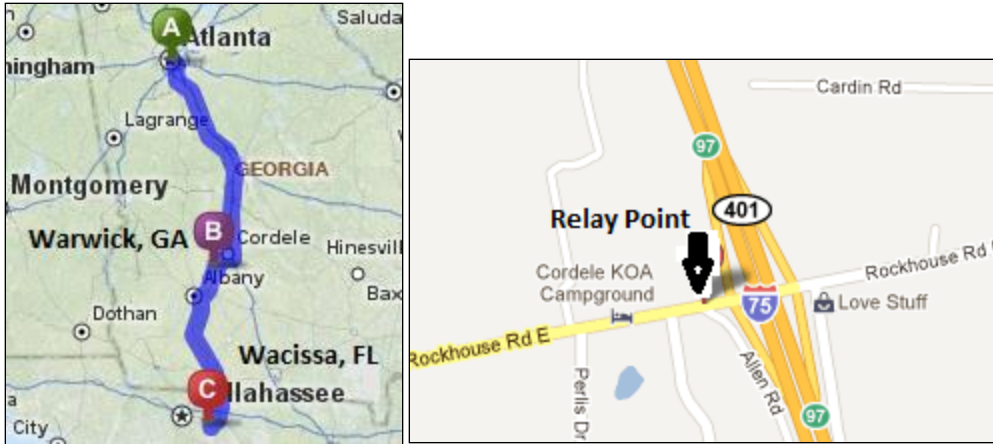 Saluda
A
Atlanta
ningham
Lagrange
GEORGIA
Montgomery
B
Warwick, GA
Cordele
Hinesvill
Albany
Bax
Dothan
Wacissa, FL
C
llahassee
a
City
Cardin Rd
97
Relay Point
401
Cordele KOA
Campground
Rockhouse Rd
75
Love Stuff
Rockhouse Rd E
Perlis Dr
Allen Rd
97